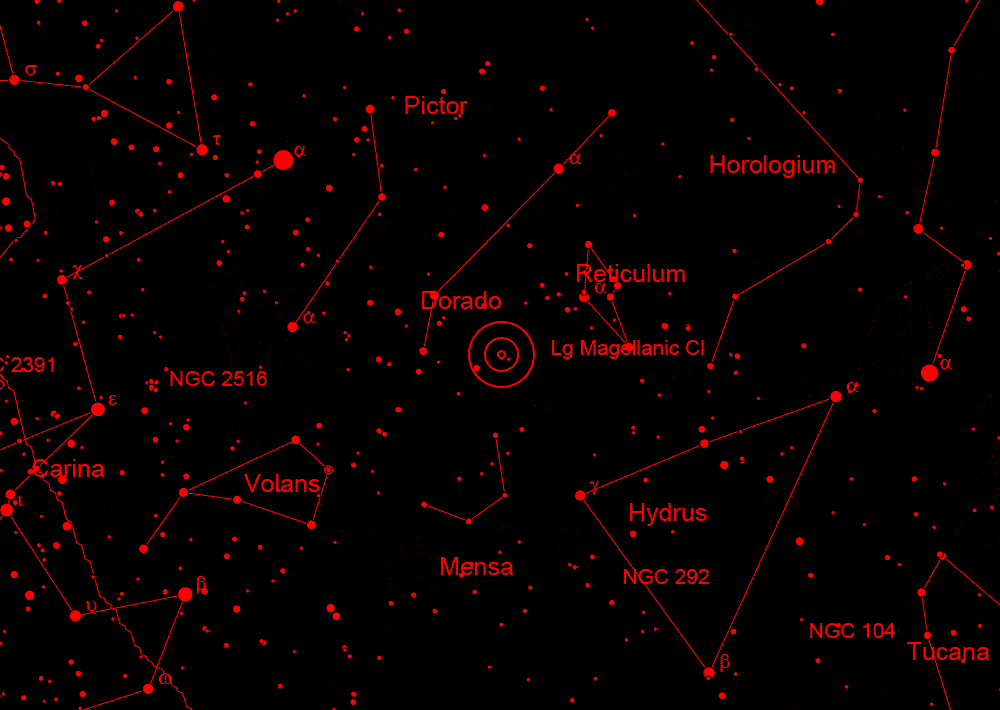 σ
Pictor
τ
α
α
Horologium
χ
Reticulum
α
Dorado
α
Lg Magellanic Cl
2391
α
NGC 2516
α
ε
Carina
Volans
γ
ι
Hydrus
Mensa
NGC 292
β
υ
NGC 104
Tucana
β
ω